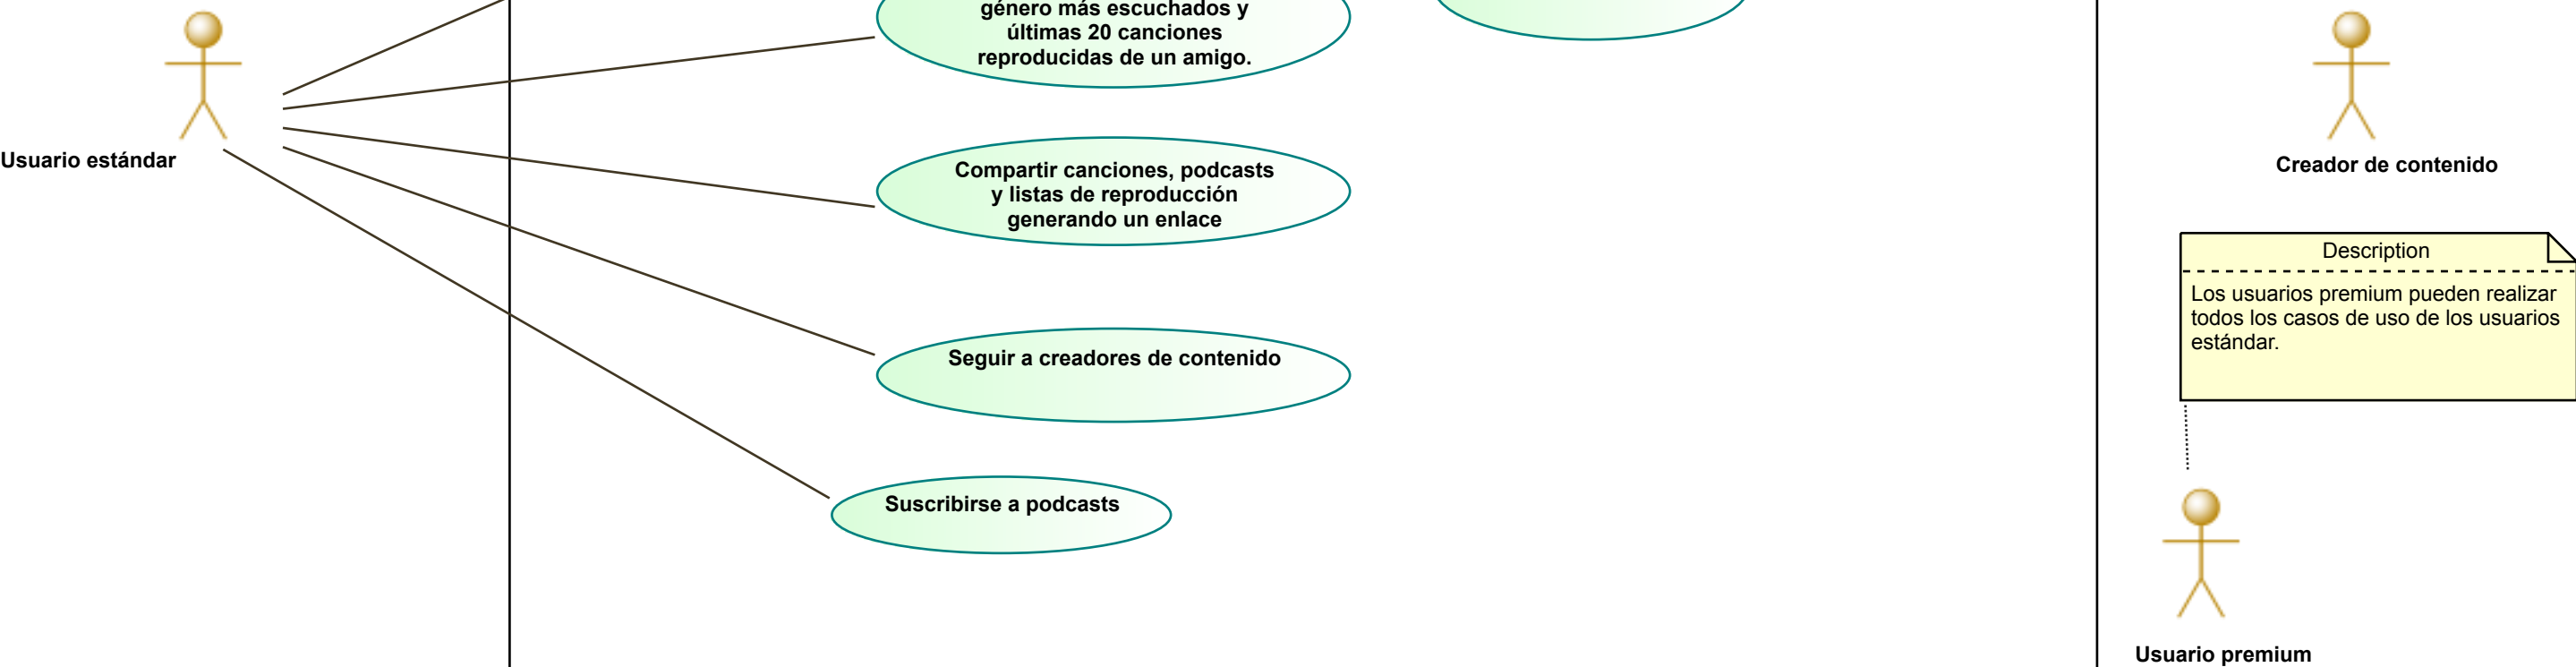 género más escuchados y
últimas 20 canciones
reproducidas de un amigo.
Usuario estándar
Compartir canciones, podcasts
y listas de reproducción
generando un enlace
Seguir a creadores de contenido
Suscribirse a podcasts
Creador de contenido
Description
Los usuarios premium pueden realizar
todos los casos de uso de los usuarios
estándar.
Usuario premium